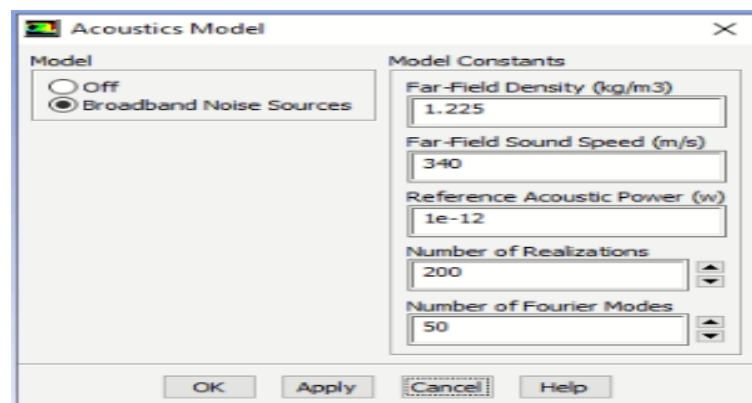 Acoustics Model
Model
Off
Broadband Noise Sources
Model Constants
Far-Field Density (kg/m3)
1.225
Far-Field Sound Speed (m/s)
340
Reference Acoustic Power (w)
1e-12
Number of Realizations
200
Number of Fourier Modes
50
OK Apply Cancel Help